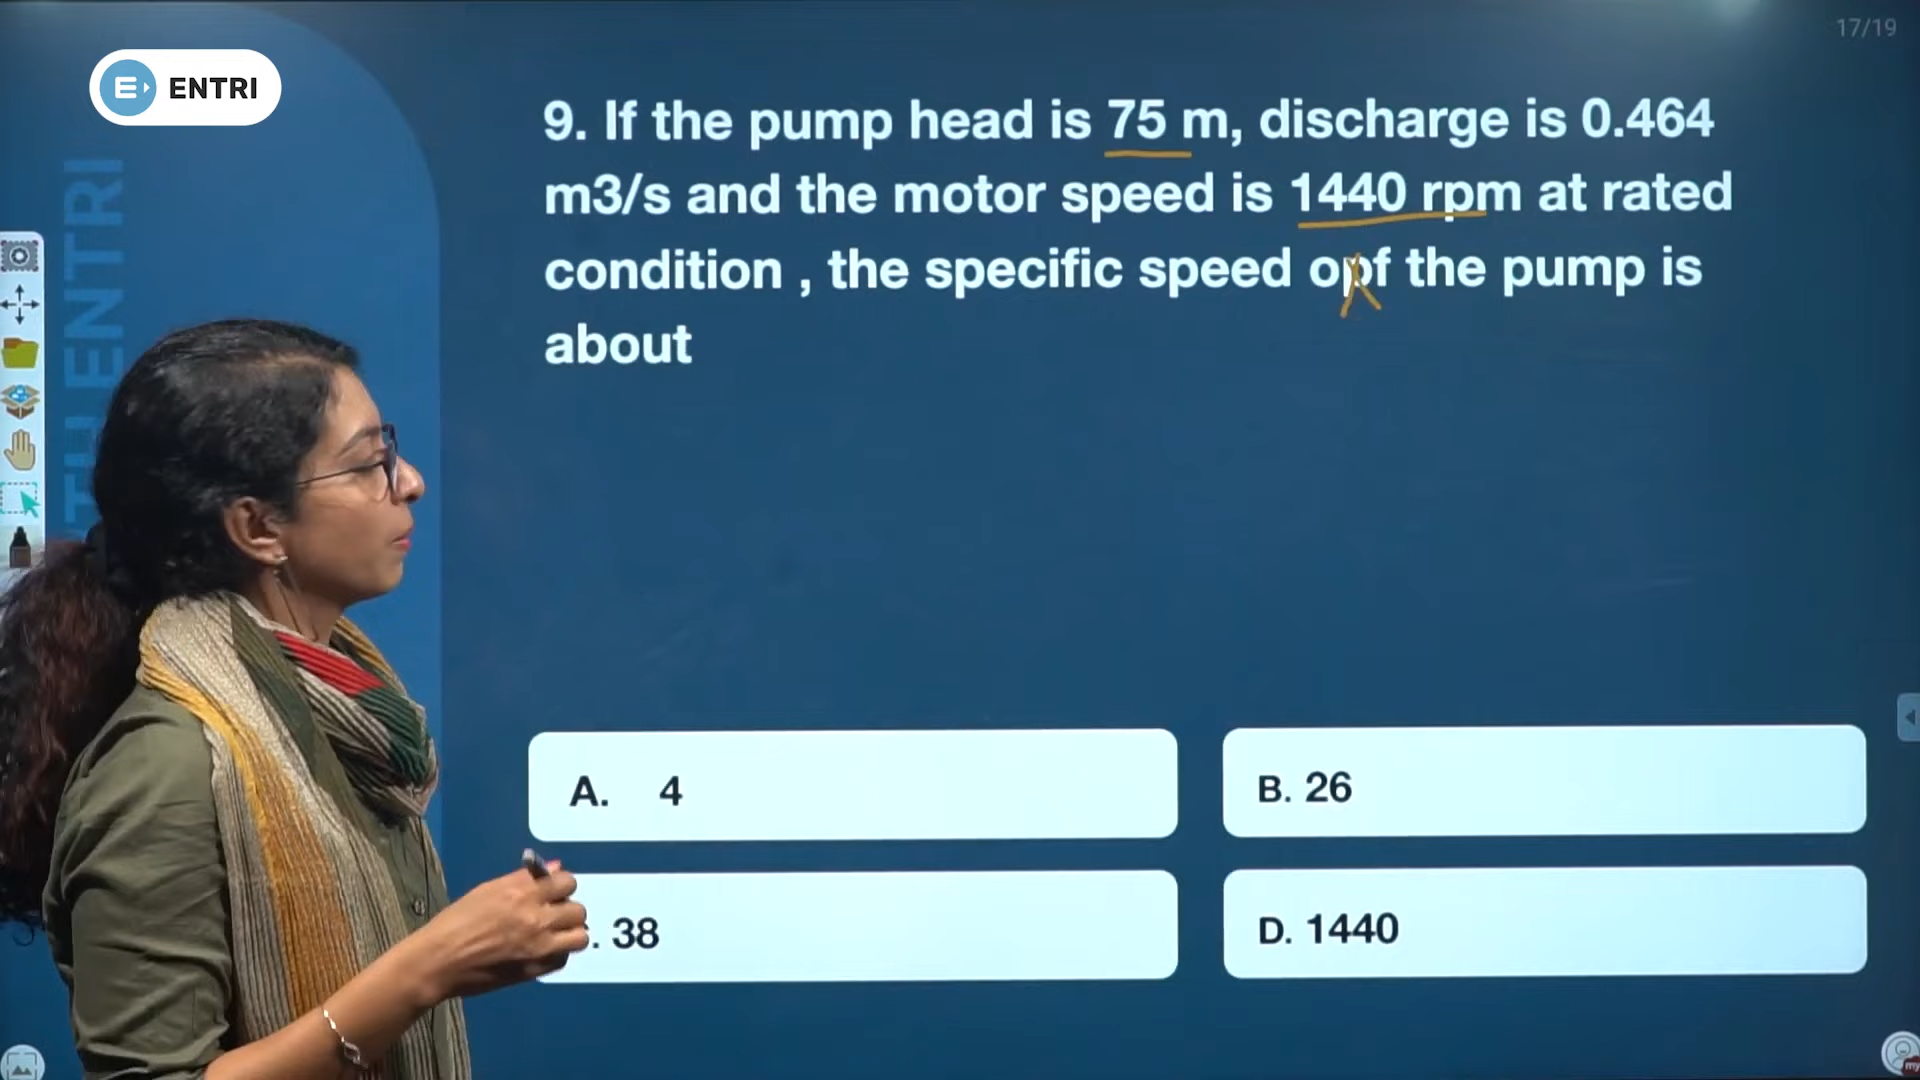 17/19
ENTRI
9. If the pump head is 75 m, discharge is 0.464
m3/s and the motor speed is 1440 rpm at rated
condition , the specific speed opf the pump is
about
A. 4
B. 26
. 38
D. 1440
ENTRI